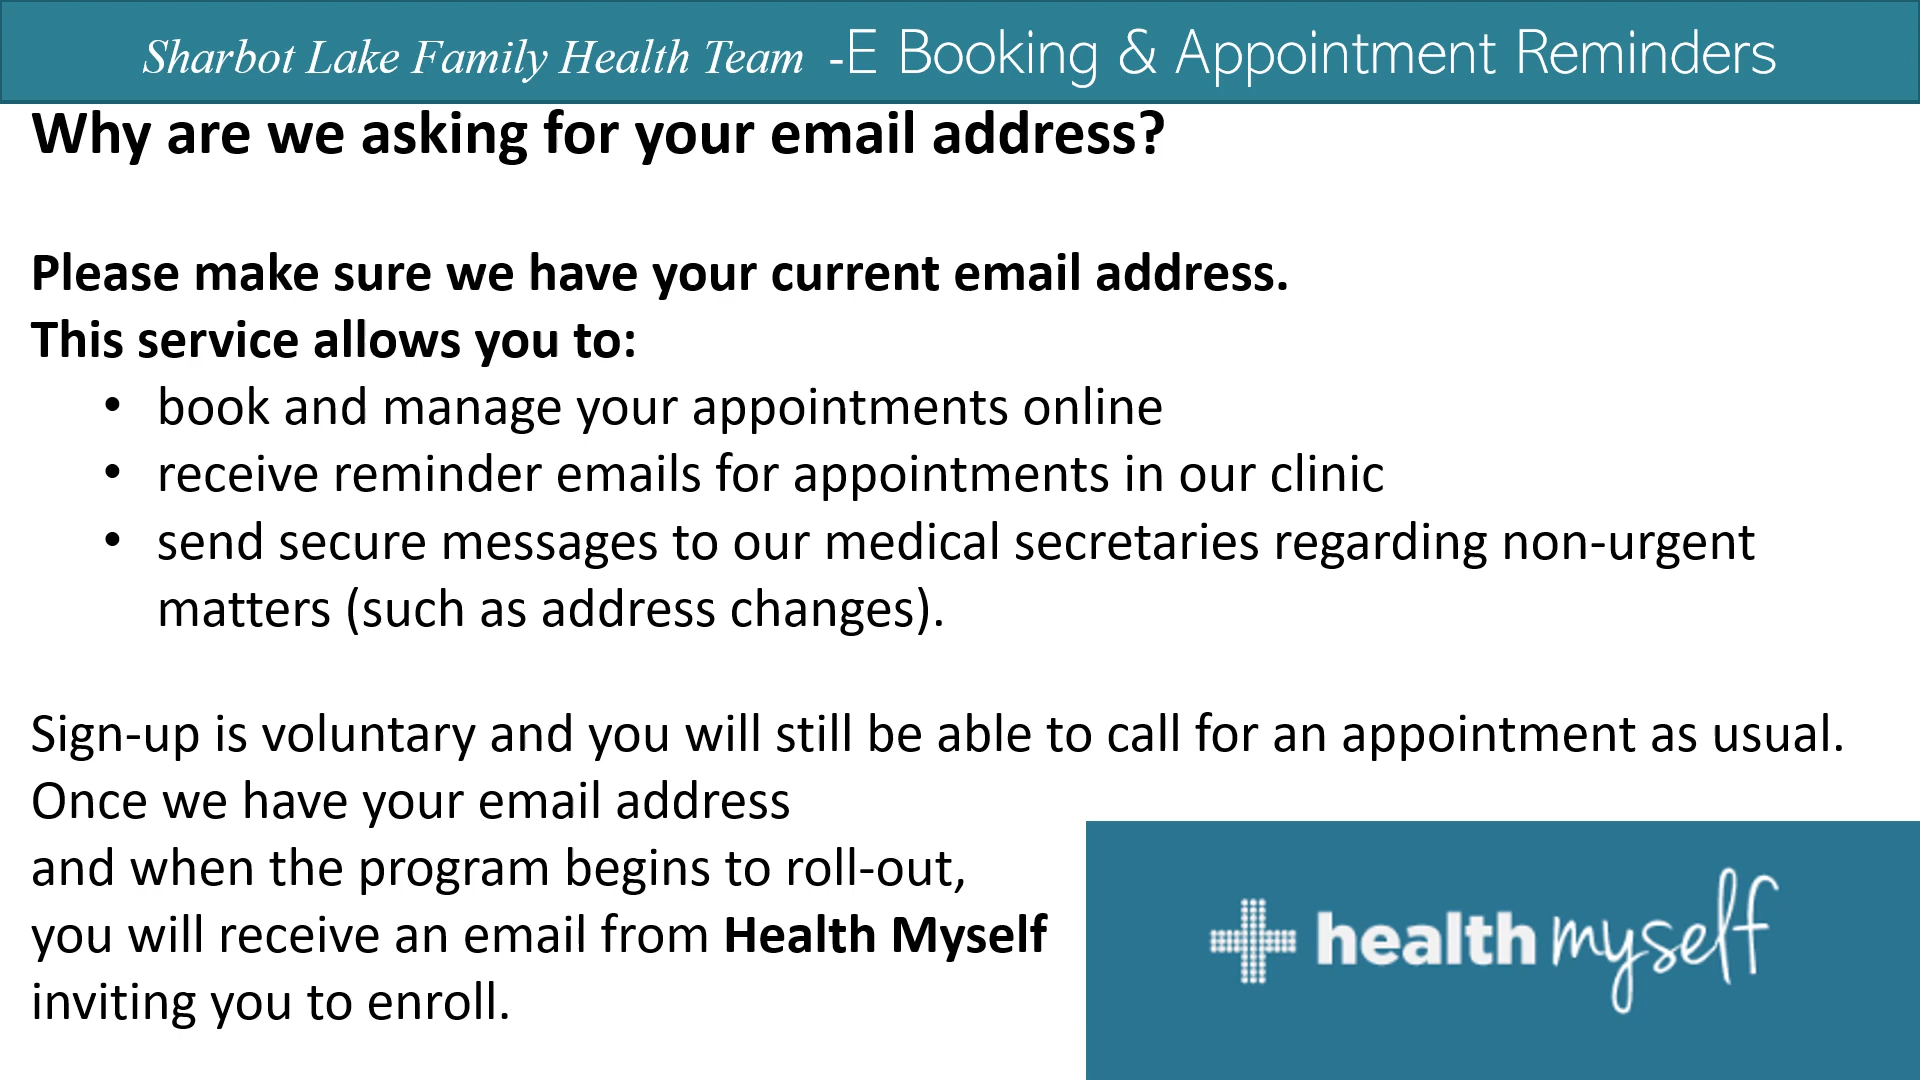 Sharbot Lake Family Health Team -E Booking & Appointment Reminders
Why are we asking for your email address?
Please make sure we have your current email address.
This service allows you to:
• book and manage your appointments online
• receive reminder emails for appointments in our clinic
• send secure messages to our medical secretaries regarding non-urgent
matters (such as address changes).
Sign-up is voluntary and you will still be able to call for an appointment as usual.
Once we have your email address
and when the program begins to roll-out,
you will receive an email from Health Myself
inviting you to enroll.
health myself